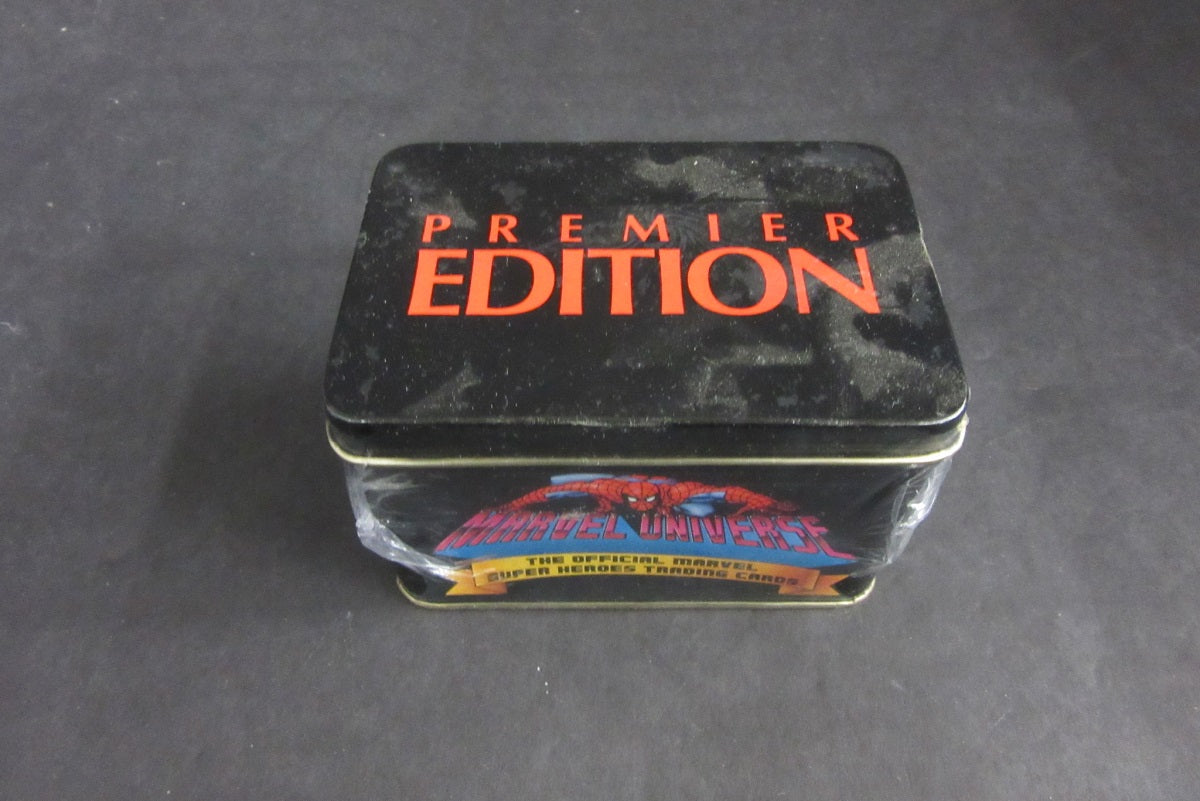 PREMIER
EDITION
MARVEL UNIVERSE
THE OFFICIAL MARVEL
SUPER HEROES TRADING CARDS